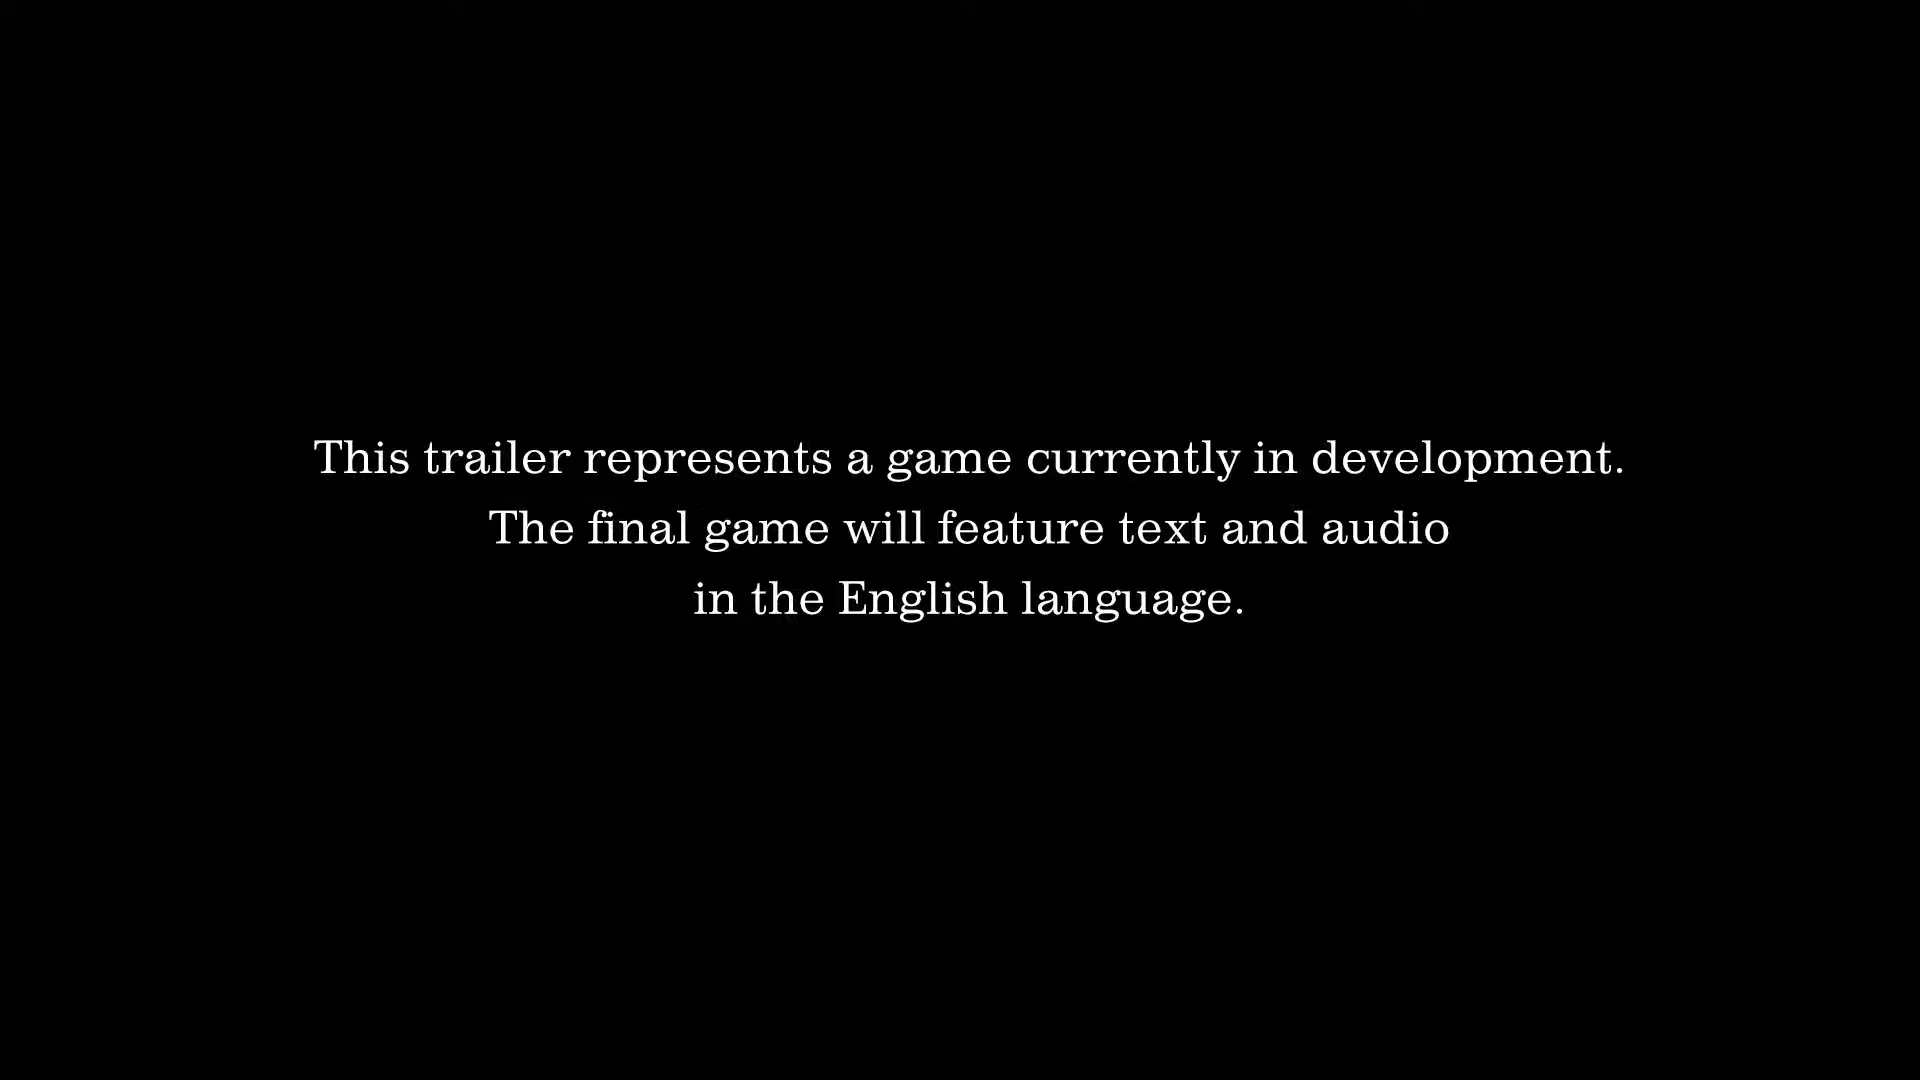 This trailer represents a game currently in development.
The final game will feature text and audio
in the English language.